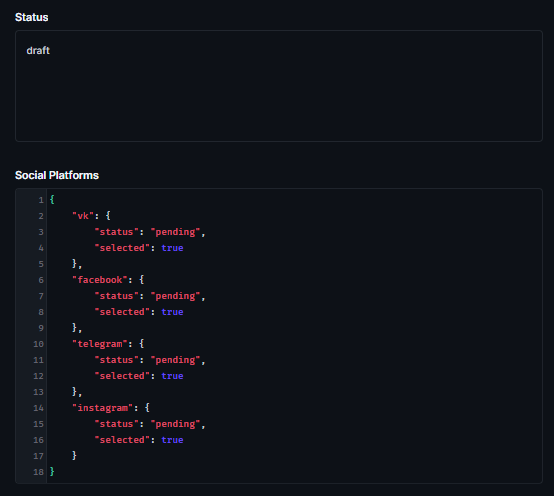 Status
draft
Social Platforms
1 {
2     "vk": {
3         "status": "pending",
4         "selected": true
5     },
6     "facebook": {
7         "status": "pending",
8         "selected": true
9     },
10     "telegram": {
11         "status": "pending",
12         "selected": true
13     },
14     "instagram": {
15         "status": "pending",
16         "selected": true
17     }
18 }